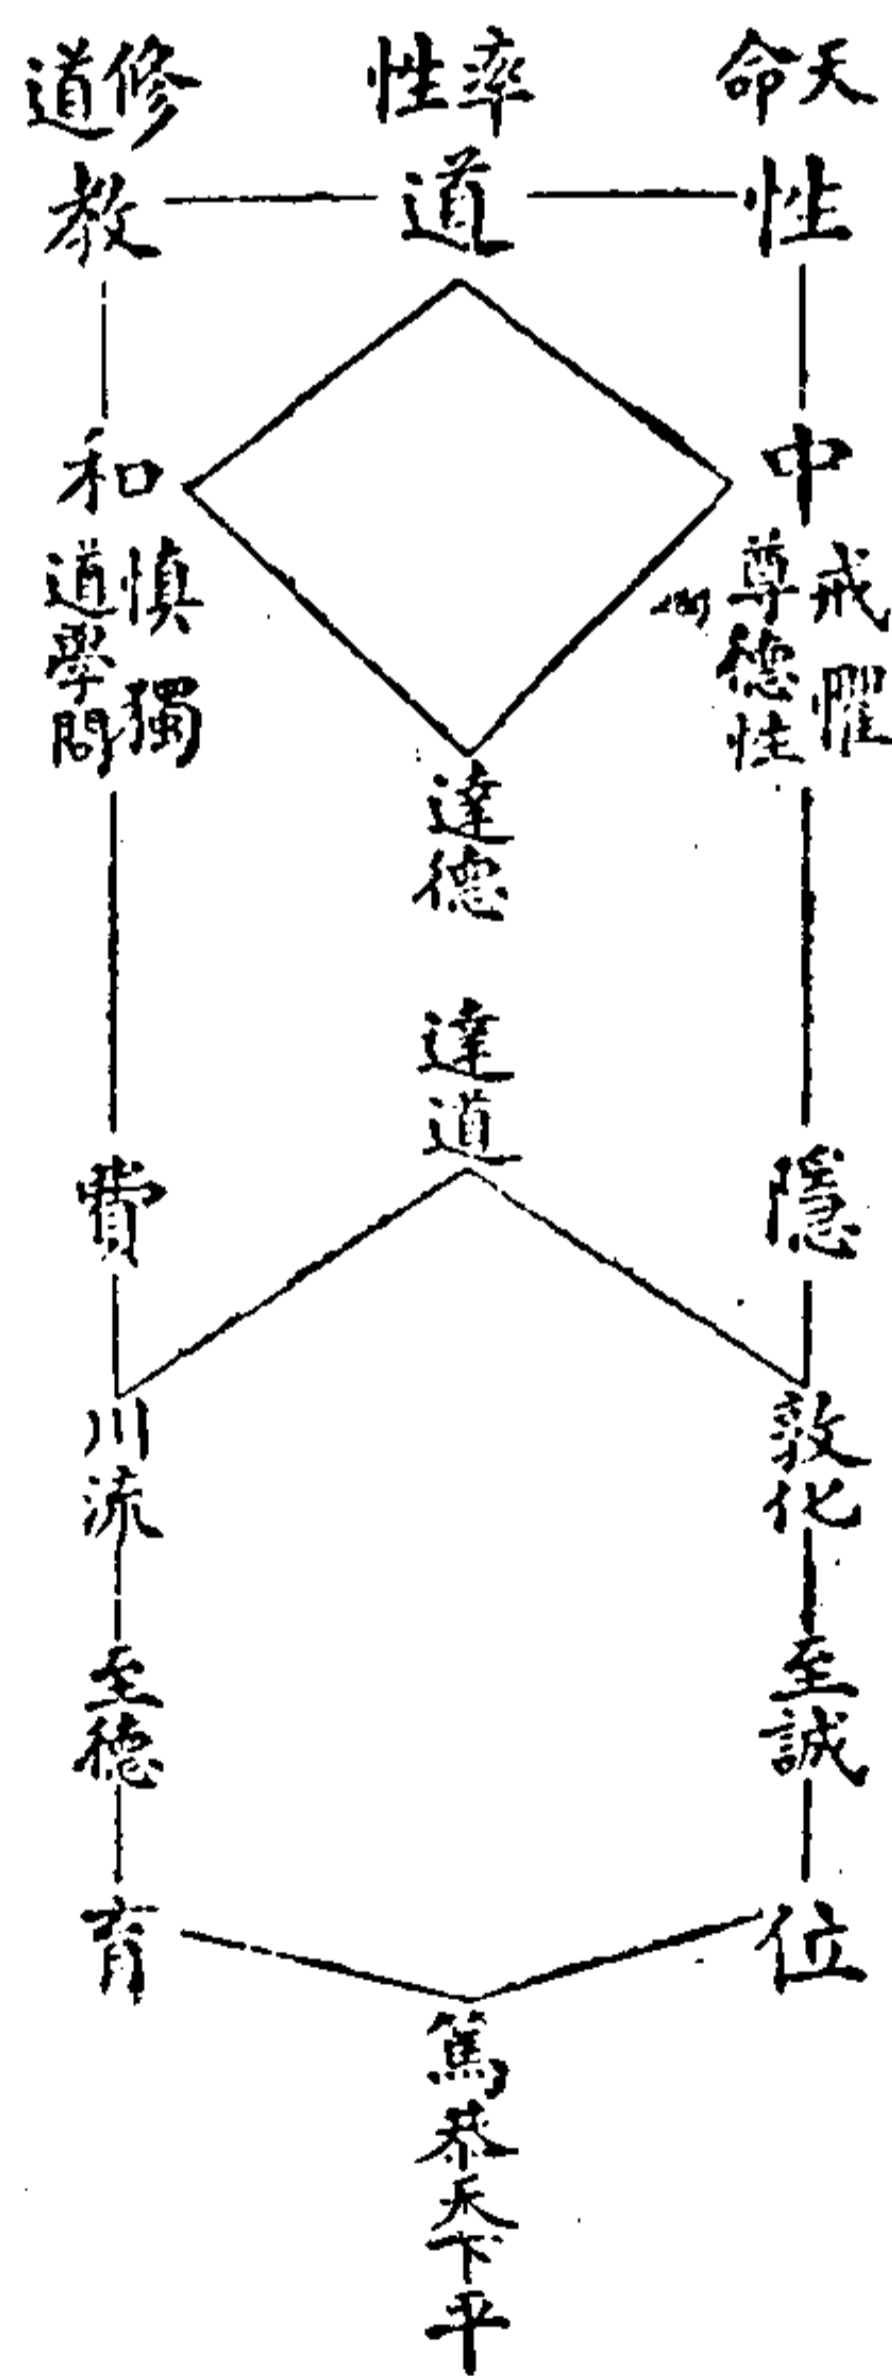 天命
性
率性
道
修道
教
中
戒懼
尊德性
和
慎獨
道學問
達德
達道
隱
費
敦化
川流
至誠
至德
位
育
篤恭天下平